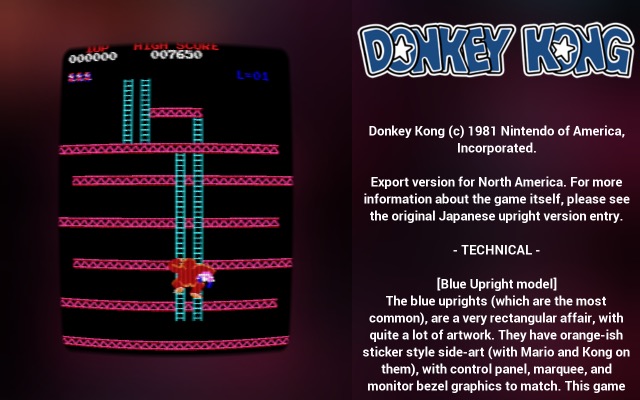 1UP HIGH SCORE
000000 007650
L=01
DONKEY KONG
Donkey Kong (c) 1981 Nintendo of America,
Incorporated.
Export version for North America. For more
information about the game itself, please see
the original Japanese upright version entry.
- TECHNICAL -
[Blue Upright model]
The blue uprights (which are the most
common), are a very rectangular affair, with
quite a lot of artwork. They have orange-ish
sticker style side-art (with Mario and Kong on
them), with control panel, marquee, and
monitor bezel graphics to match. This game